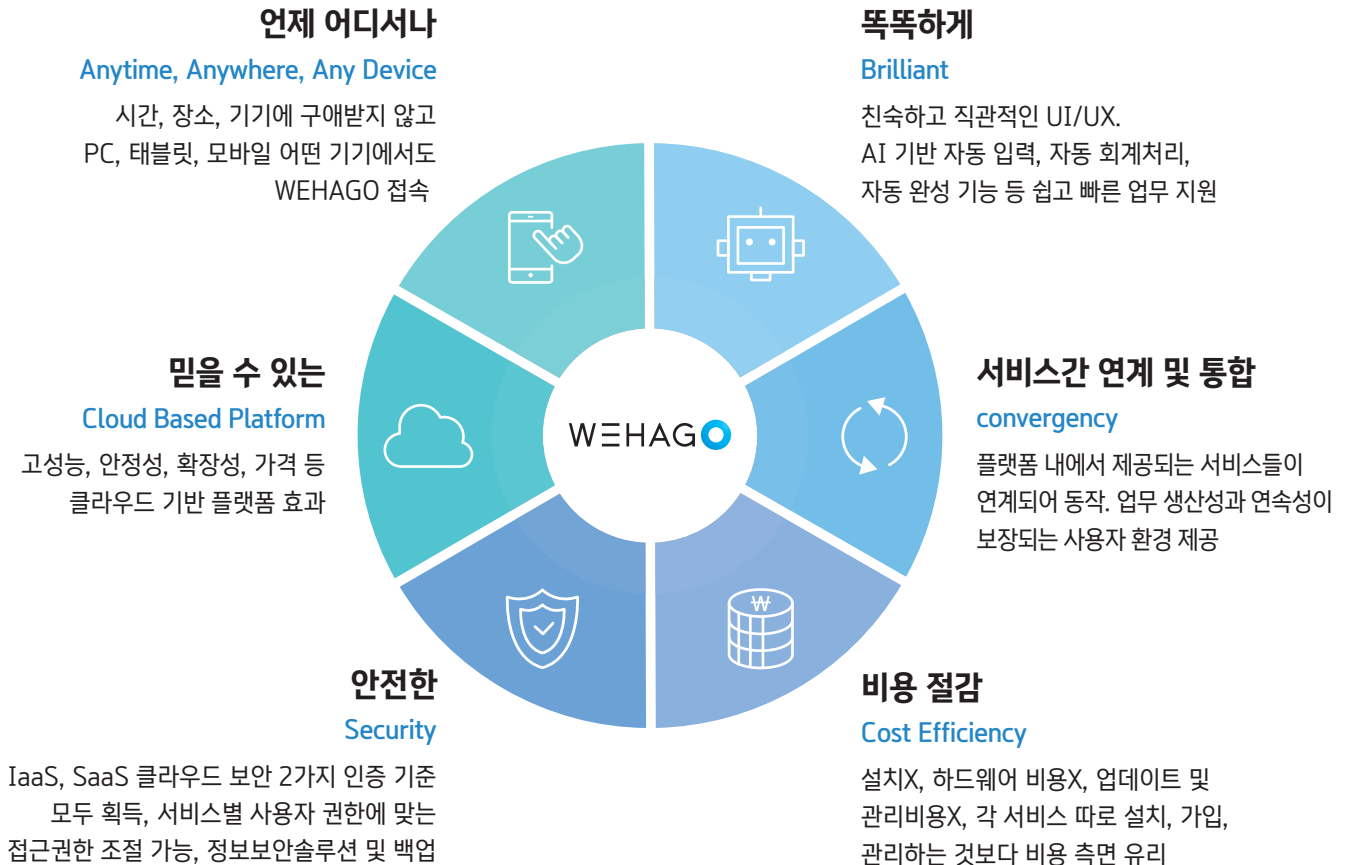 언제 어디서나
Anytime, Anywhere, Any Device
시간, 장소, 기기에 구애받지 않고
PC, 태블릿, 모바일 어떤 기기에서도
WEHAGO 접속
똑똑하게
Brilliant
친숙하고 직관적인 UI/UX.
AI 기반 자동 입력, 자동 회계처리,
자동 완성 기능 등 쉽고 빠른 업무 지원
믿을 수 있는
Cloud Based Platform
고성능, 안정성, 확장성, 가격 등
클라우드 기반 플랫폼 효과
WEHAGO
서비스간 연계 및 통합
convergency
플랫폼 내에서 제공되는 서비스들이
연계되어 동작. 업무 생산성과 연속성이
보장되는 사용자 환경 제공
안전한
Security
IaaS, SaaS 클라우드 보안 2가지 인증 기준
모두 획득, 서비스별 사용자 권한에 맞는
접근권한 조절 가능, 정보보안솔루션 및 백업
₩
비용 절감
Cost Efficiency
설치X, 하드웨어 비용X, 업데이트 및
관리비용X, 각 서비스 따로 설치, 가입,
관리하는 것보다 비용 측면 유리